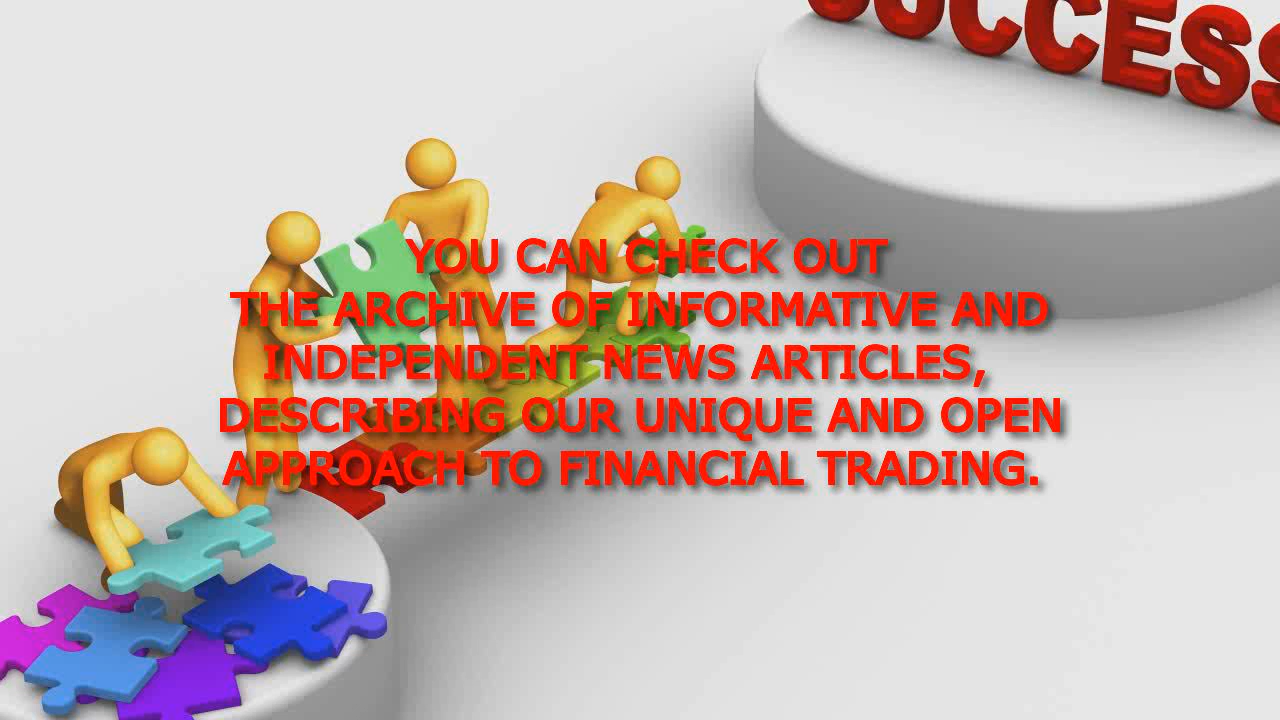 SUCCESS
YOU CAN CHECK OUT
THE ARCHIVE OF INFORMATIVE AND
INDEPENDENT NEWS ARTICLES,
DESCRIBING OUR UNIQUE AND OPEN
APPROACH TO FINANCIAL TRADING.